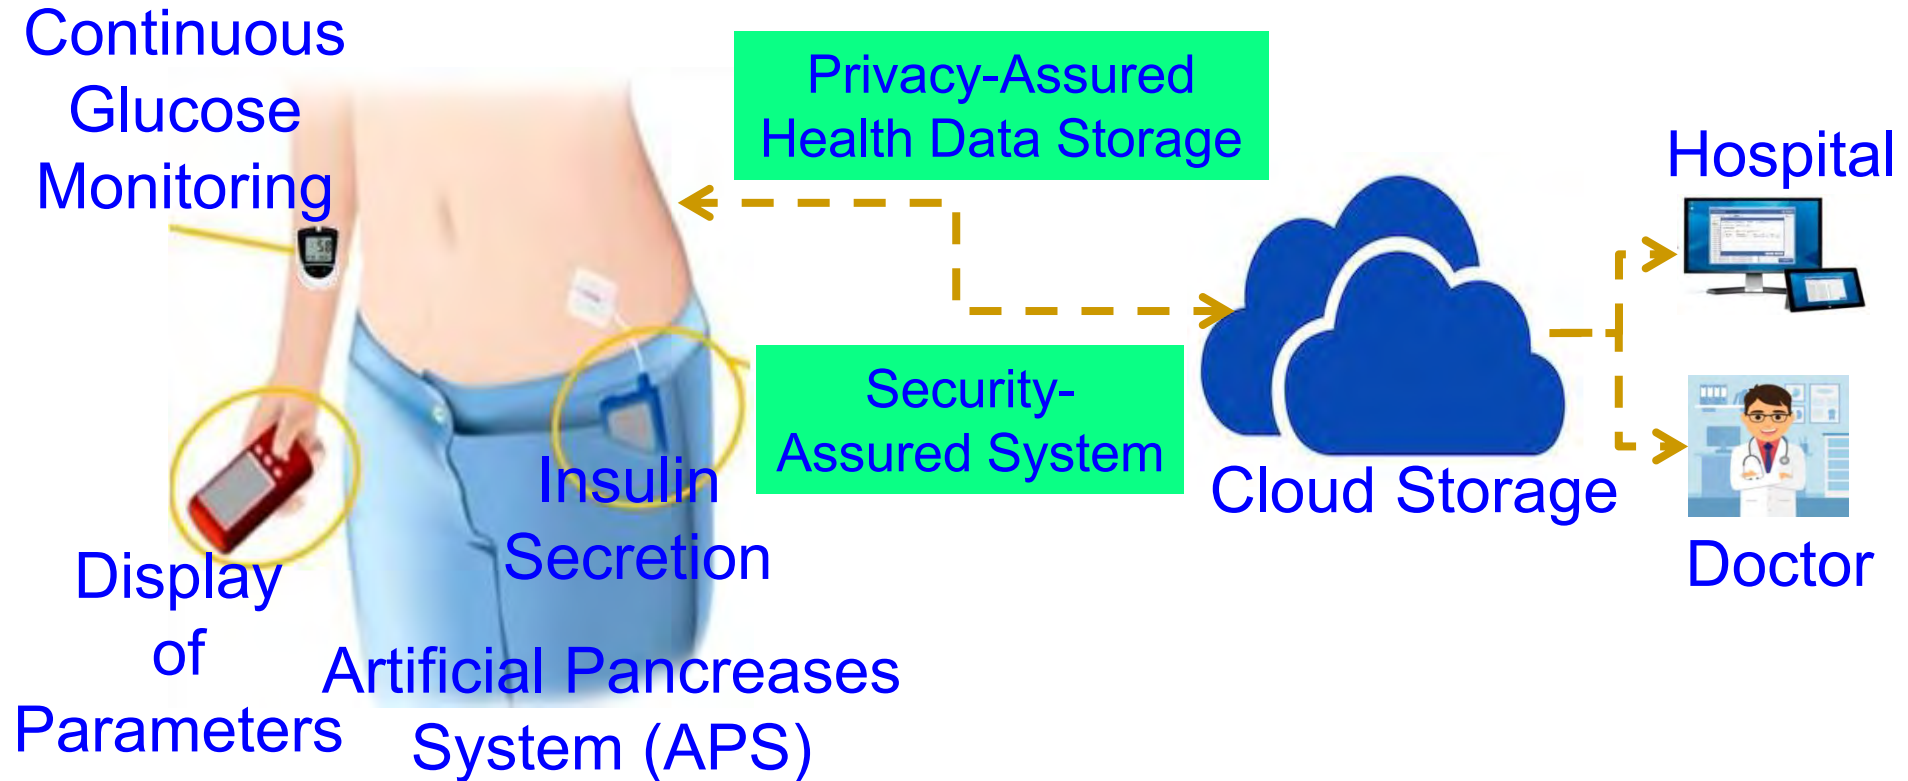 Continuous
Glucose
Monitoring
Privacy-Assured
Health Data Storage
Hospital
Security-
Assured System
Cloud Storage
Doctor
Insulin
Secretion
Display
of
Parameters
Artificial Pancreases
System (APS)